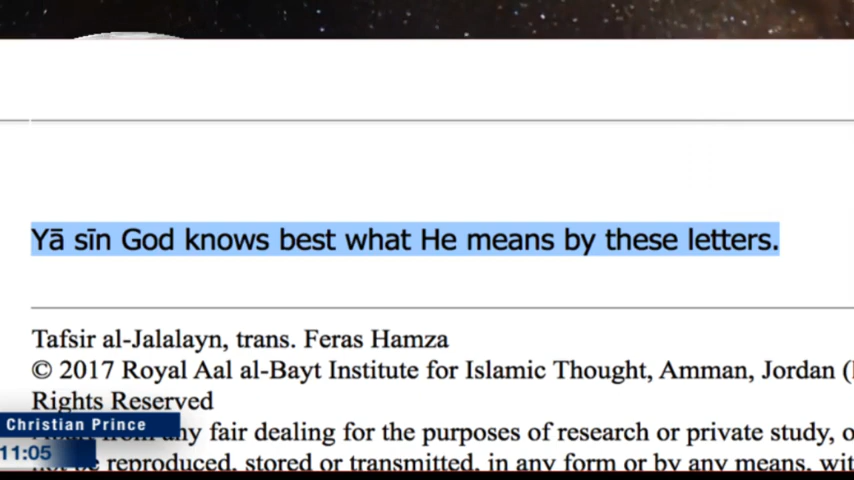 Yā sīn God knows best what He means by these letters.
Tafsir al-Jalalayn, trans. Feras Hamza
© 2017 Royal Aal al-Bayt Institute for Islamic Thought, Amman, Jordan (
Rights Reserved
Christian Prince
any fair dealing for the purposes of research or private study, o
11:05
be reproduced, stored or transmitted, in any form or by any means, wit